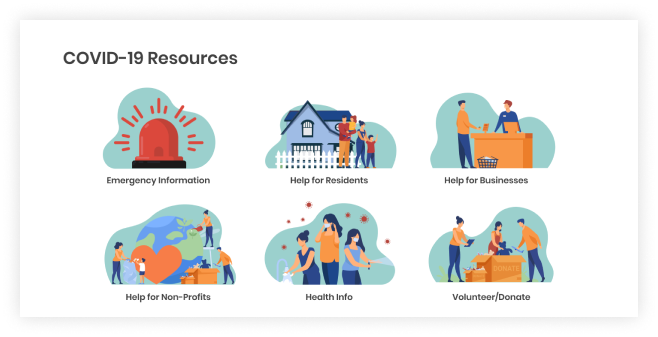 COVID-19 Resources
Emergency Information
Help for Residents
Help for Businesses
Help for Non-Profits
Health Info
DONATE
Volunteer/Donate